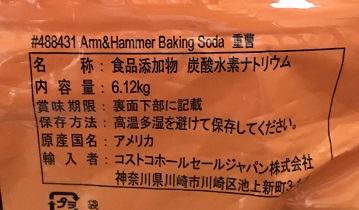 #488431 Arm&Hammer Baking Soda 重曹
名称：食品添加物 炭酸水素ナトリウム
内容量：6.12kg
賞味期限：裏面下部に記載
保存方法：高温多湿を避けて保存してください。
原産国名：アメリカ
輸入者：コストコホールセールジャパン株式会社
神奈川県川崎市川崎区池上新町3-
プラ 袋